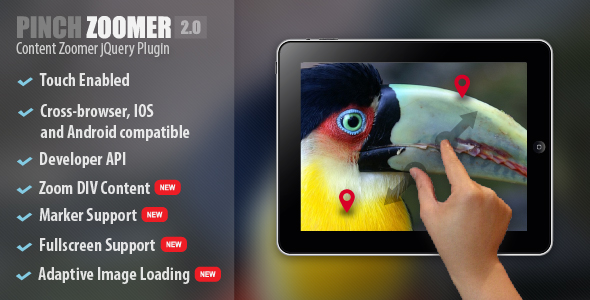 PINCH ZOOMER 2.0
Content Zoomer jQuery Plugin
Touch Enabled
Cross-browser, IOS
and Android compatible
Developer API
Zoom DIV Content NEW
Marker Support NEW
Fullscreen Support NEW
Adaptive Image Loading NEW